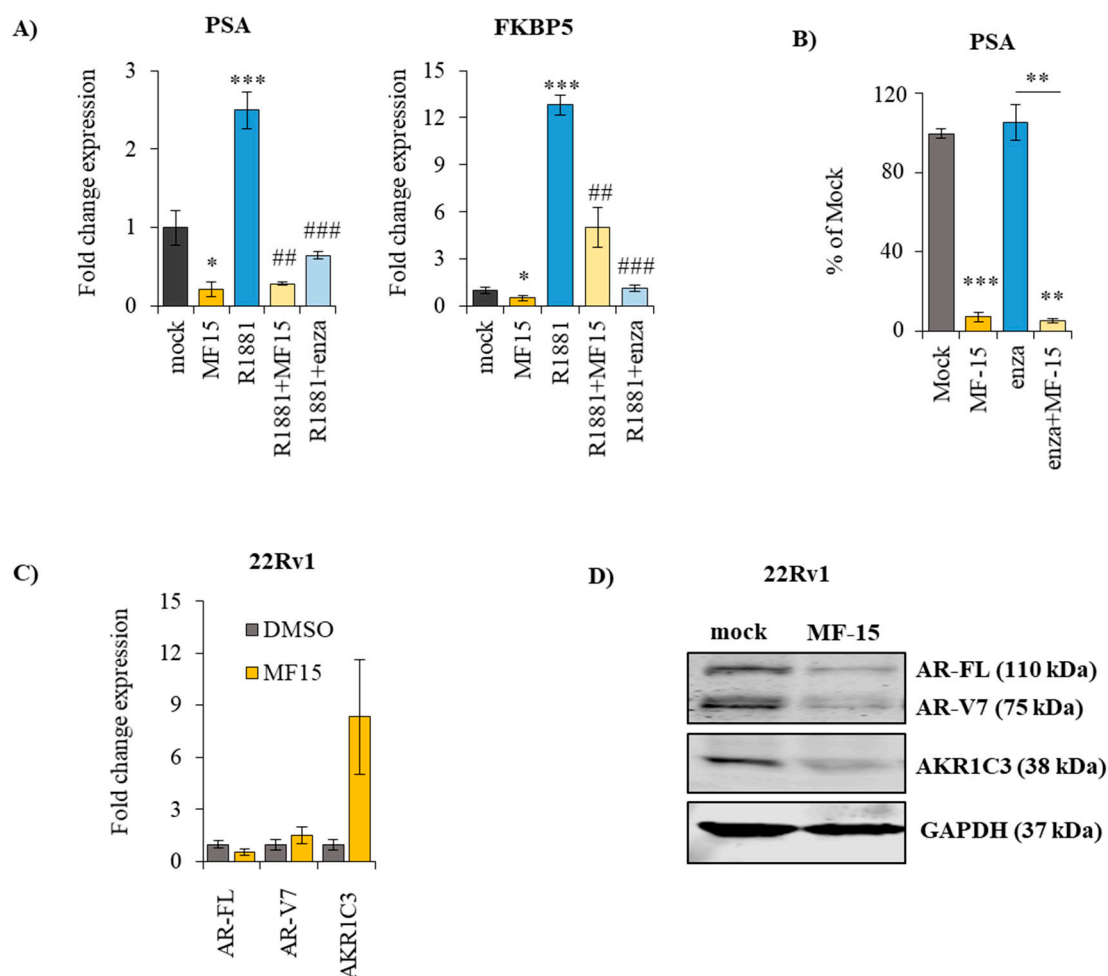 A)
PSA
Fold change expression
3
2
1
0
***
*
##
###
mock
MF15
R1881
R1881+MF15
R1881+enza
FKBP5
Fold change expression
15
12
9
6
3
0
***
*
##
###
mock
MF15
R1881
R1881+MF15
R1881+enza
B)
PSA
% of Mock
120
80
40
0
**
***
**
Mock
MF-15
enza
enza+MF-15
C)
22Rv1
Fold change expression
15
12
9
6
3
0
DMSO
MF15
AR-FL
AR-V7
AKR1C3
D)
22Rv1
mock MF-15
AR-FL (110 kDa)
AR-V7 (75 kDa)
AKR1C3 (38 kDa)
GAPDH (37 kDa)